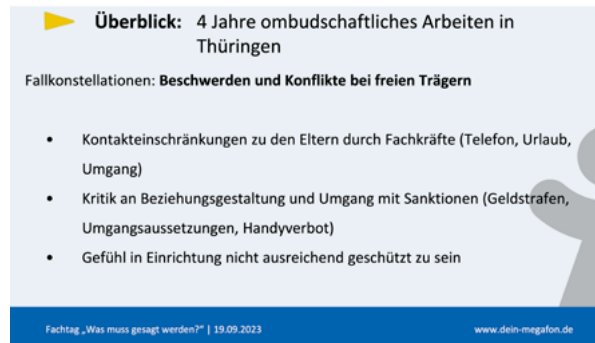 Überblick: 4 Jahre ombudschaftliches Arbeiten in
Thüringen
Fallkonstellationen: Beschwerden und Konflikte bei freien Trägern
• Kontakteinschränkungen zu den Eltern durch Fachkräfte (Telefon, Urlaub,
Umgang)
• Kritik an Beziehungsgestaltung und Umgang mit Sanktionen (Geldstrafen,
Umgangsaussetzungen, Handyverbot)
• Gefühl in Einrichtung nicht ausreichend geschützt zu sein
Fachtag „Was muss gesagt werden?" | 19.09.2023 www.dein-megafon.de